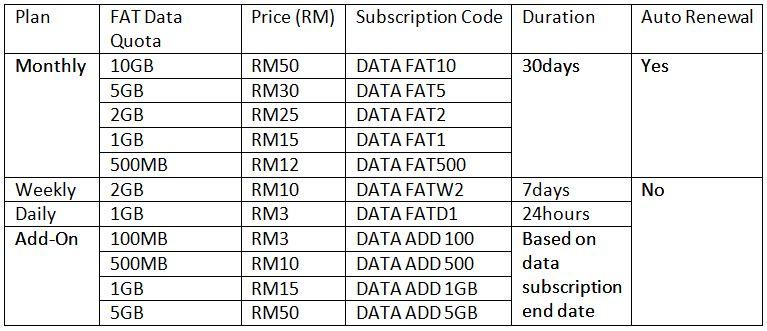 Plan FAT Data Quota Price (RM) Subscription Code Duration Auto Renewal
Monthly 10GB RM50 DATA FAT10 30days Yes
5GB RM30 DATA FAT5
2GB RM25 DATA FAT2
1GB RM15 DATA FAT1
500MB RM12 DATA FAT500
Weekly 2GB RM10 DATA FATW2 7days No
Daily 1GB RM3 DATA FATD1 24hours
Add-On 100MB RM3 DATA ADD 100 Based on
500MB RM10 DATA ADD 500 data
1GB RM15 DATA ADD 1GB subscription
5GB RM50 DATA ADD 5GB end date